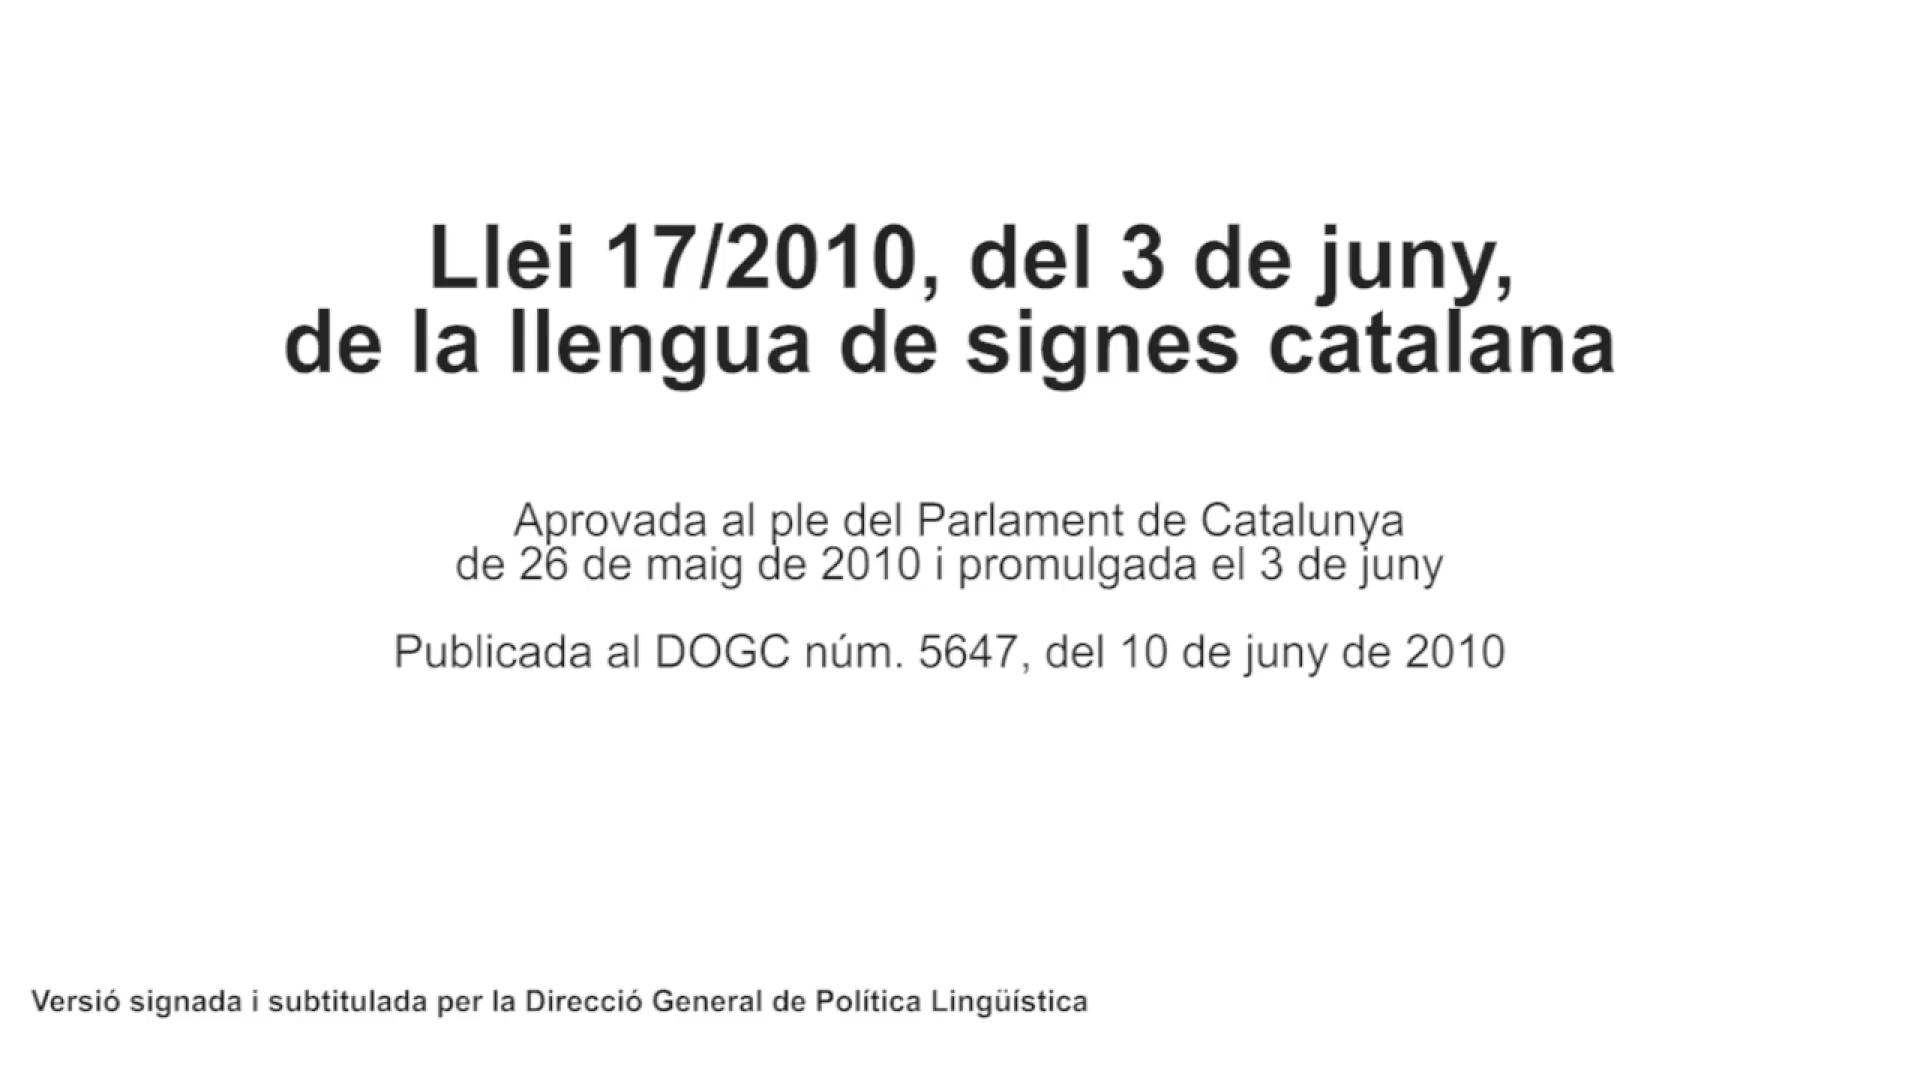 Llei 17/2010, del 3 de juny,
de la llengua de signes catalana
Aprovada al ple del Parlament de Catalunya
de 26 de maig de 2010 i promulgada el 3 de juny
Publicada al DOGC núm. 5647, del 10 de juny de 2010
Versió signada i subtitulada per la Direcció General de Política Lingüística